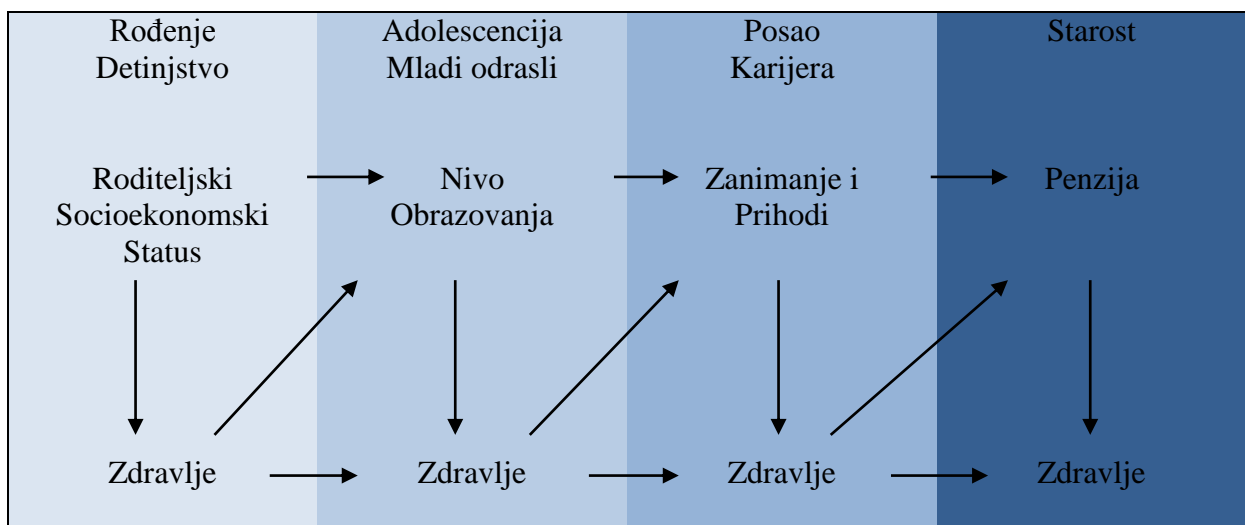 Rođenje
Detinjstvo
Adolescencija
Mladi odrasli
Posao
Karijera
Starost
Roditeljski
Socioekonomski
Status
Nivo
Obrazovanja
Zanimanje i
Prihodi
Penzija
Zdravlje
Zdravlje
Zdravlje
Zdravlje